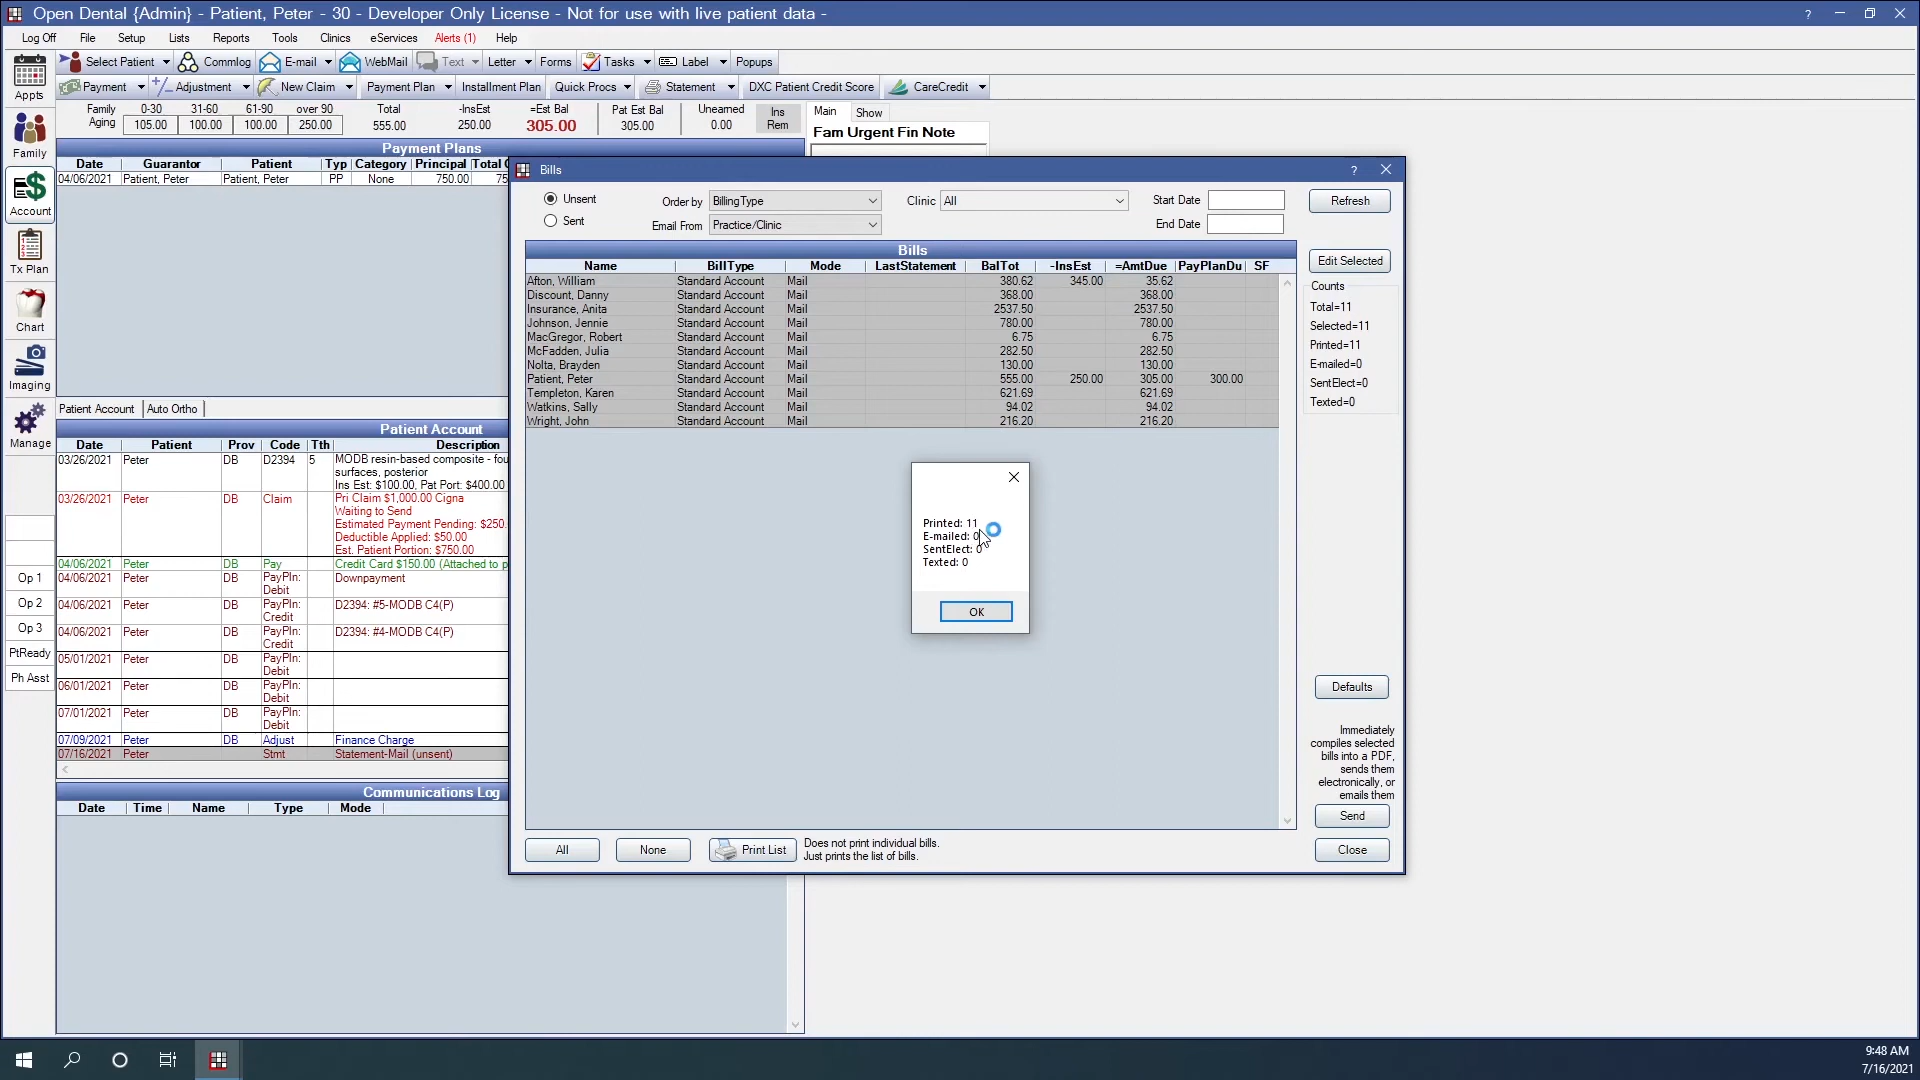 Open Dental {Admin} - Patient, Peter - 30 - Developer Only License - Not for use with live patient data -
Log Off File Setup Lists Reports Tools Clinics eServices Alerts (1) Help
Select Patient Commlog E-mail WebMail Text Letter Forms Tasks Label Popups
Payment Adjustment New Claim Payment Plan Installment Plan Quick Procs Statement DXC Patient Credit Score CareCredit
Appts
Family
Account
Tx Plan
Chart
Imaging
Manage
Op 1
Op 2
Op 3
PtReady
Ph Asst
Family Aging 0-30 31-60 61-90 over 90 Total -InsEst =Est Bal Pat Est Bal Unearned Ins Rem
105.00 100.00 100.00 250.00 555.00 250.00 305.00 305.00 0.00
Main Show
Fam Urgent Fin Note
Payment Plans
Date Guarantor Patient Typ Category Principal Total
04/06/2021 Patient, Peter Patient, Peter PP None 750.00
Patient Account Auto Ortho
Patient Account
Date Patient Prov Code Tth Description
03/26/2021 Peter DB D2394 5 MODB resin-based composite - fou
surfaces, posterior
Ins Est: $100.00, Pat Port: $400.00
03/26/2021 Peter DB Claim Pri Claim $1,000.00 Cigna
Waiting to Send
Estimated Payment Pending: $250.
Deductible Applied: $50.00
Est. Patient Portion: $750.00
04/06/2021 Peter DB Pay Credit Card $150.00 (Attached to p
04/06/2021 Peter DB PayPln: Debit Downpayment
04/06/2021 Peter DB PayPln: Credit D2394: #5-MODB C4(P)
04/06/2021 Peter DB PayPln: Credit D2394: #4-MODB C4(P)
05/01/2021 Peter DB PayPln: Debit
06/01/2021 Peter DB PayPln: Debit
07/01/2021 Peter DB PayPln: Debit
07/09/2021 Peter DB Adjust Finance Charge
07/16/2021 Peter Stmt Statement-Mail (unsent)
Communications Log
Date Time Name Type Mode
Bills
Unsent Order by BillingType Clinic All Start Date Refresh
Sent Email From Practice/Clinic End Date
Bills
Name BillType Mode LastStatement BalTot -InsEst =AmtDue PayPlanDu SF
Afton, William Standard Account Mail 380.62 345.00 35.62
Discount, Danny Standard Account Mail 368.00 368.00
Insurance, Anita Standard Account Mail 2537.50 2537.50
Johnson, Jennie Standard Account Mail 780.00 780.00
MacGregor, Robert Standard Account Mail 6.75 6.75
McFadden, Julia Standard Account Mail 282.50 282.50
Nolta, Brayden Standard Account Mail 130.00 130.00
Patient, Peter Standard Account Mail 555.00 250.00 305.00 300.00
Templeton, Karen Standard Account Mail 621.69 621.69
Watkins, Sally Standard Account Mail 94.02 94.02
Wright, John Standard Account Mail 216.20 216.20
Edit Selected
Counts
Total=11
Selected=11
Printed=11
E-mailed=0
SentElect=0
Texted=0
Printed: 11
E-mailed: 0
SentElect: 0
Texted: 0
OK
Defaults
Immediately
compiles selected
bills into a PDF,
sends them
electronically, or
emails them
Send
All None Print List
Does not print individual bills.
Just prints the list of bills.
Close
9:48 AM
7/16/2021